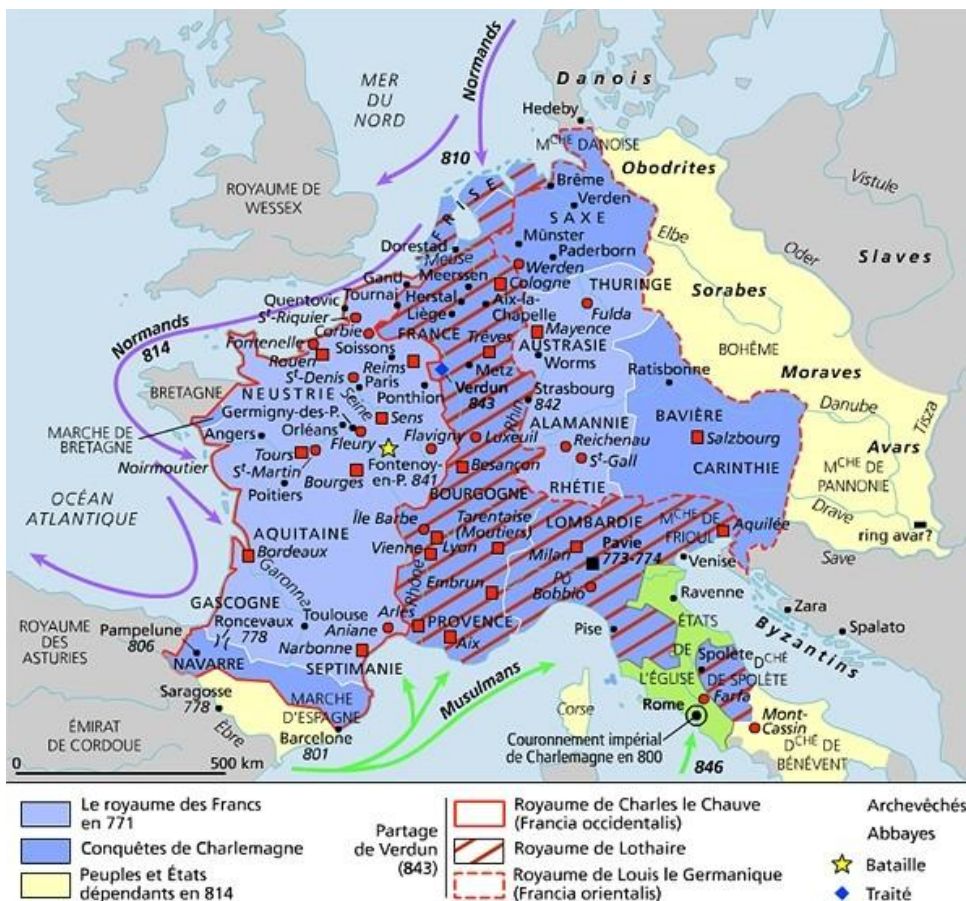 Normands
MER
DU
NORD
Danois
Hedeby
MCHE DANOISE
Obodrites
810
ROYAUME DE
WESSEX
FRISE
Brême
Verden
SAXE
Vistule
Elbe
Oder
Slaves
Dorestad
Meuse
Münster
Paderborn
Gand
Meerssen
Werden
Cologne
THURINGE
Sorabes
Quentovic
Tournai
Herstal
Liège
Aix-la-
Chapelle
Fulda
St-Riquier
Corbie
FRANCE
Mayence
AUSTRASIE
BOHÊME
Normands
814
Fontenelle
Rouen
Soissons
Reims
Trèves
Worms
Moraves
St-Denis
Paris
Metz
Ratisbonne
BRETAGNE
NEUSTRIE
Seine
Ponthion
Verdun
843
Strasbourg
842
Danube
Tisza
Germigny-des-P.
Sens
Rhin
ALAMANNIE
BAVIÈRE
MARCHE DE
BRETAGNE
Angers
Orléans
Fleury
Flavigny
Luxeuil
Reichenau
Salzbourg
Avars
Noirmoutier
Tours
St-Martin
Bourges
Fontenoy-
en-P. 841
Besançon
St-Gall
CARINTHIE
MCHE DE
PANNONIE
Poitiers
BOURGOGNE
RHÉTIE
OCÉAN
ATLANTIQUE
AQUITAINE
Île Barbe
Tarentaise
(Moutiers)
LOMBARDIE
MCHE DE
FRIOUL
Aquilée
Drave
ring avar?
Bordeaux
Vienne
Lyon
Milan
Pavie
773-774
Venise
Save
Garonne
Rhône
Embrun
Pô
Bobbio
Ravenne
GASCOGNE
Roncevaux
778
Toulouse
Arles
Aniane
PROVENCE
Aix
Pise
ÉTATS
DE
L'ÉGLISE
Zara
Spalato
Byzantins
ROYAUME
DES
ASTURIES
Pampelune
806
NAVARRE
Narbonne
SEPTIMANIE
Spolète
DCHÉ
DE SPOLÈTE
Saragosse
778
MARCHE
D'ESPAGNE
Musulmans
Corse
Rome
Farfa
ÉMIRAT
DE CORDOUE
Èbre
Barcelone
801
Couronnement impérial
de Charlemagne en 800
Mont-
Cassin
DCHÉ DE
BÉNÉVENT
846
0 500 km
Le royaume des Francs
en 771
Conquêtes de Charlemagne
Peuples et États
dépendants en 814
Partage
de Verdun
(843)
Royaume de Charles le Chauve
(Francia occidentalis)
Royaume de Lothaire
Royaume de Louis le Germanique
(Francia orientalis)
Archevêchés
Abbayes
Bataille
Traité